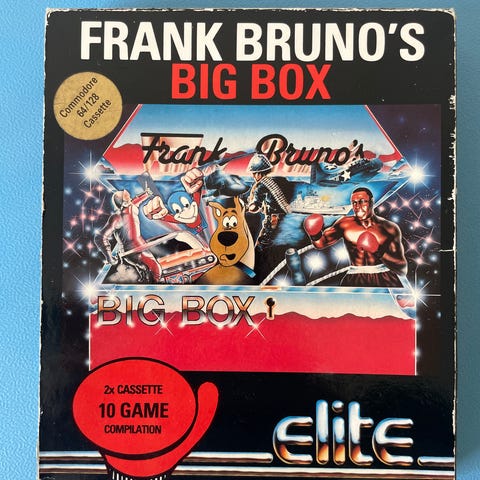 FRANK BRUNO'S
BIG BOX
Commodore
64/128
Cassette
Frank Bruno's
BIG BOX
2x CASSETTE
10 GAME
COMPILATION
elite